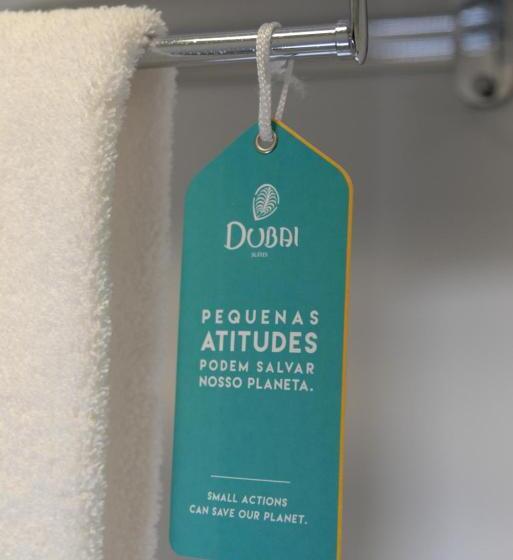 DUBAI
SUITES
PEQUENAS
ATITUDES
PODEM SALVAR
NOSSO PLANETA.
SMALL ACTIONS
CAN SAVE OUR PLANET.